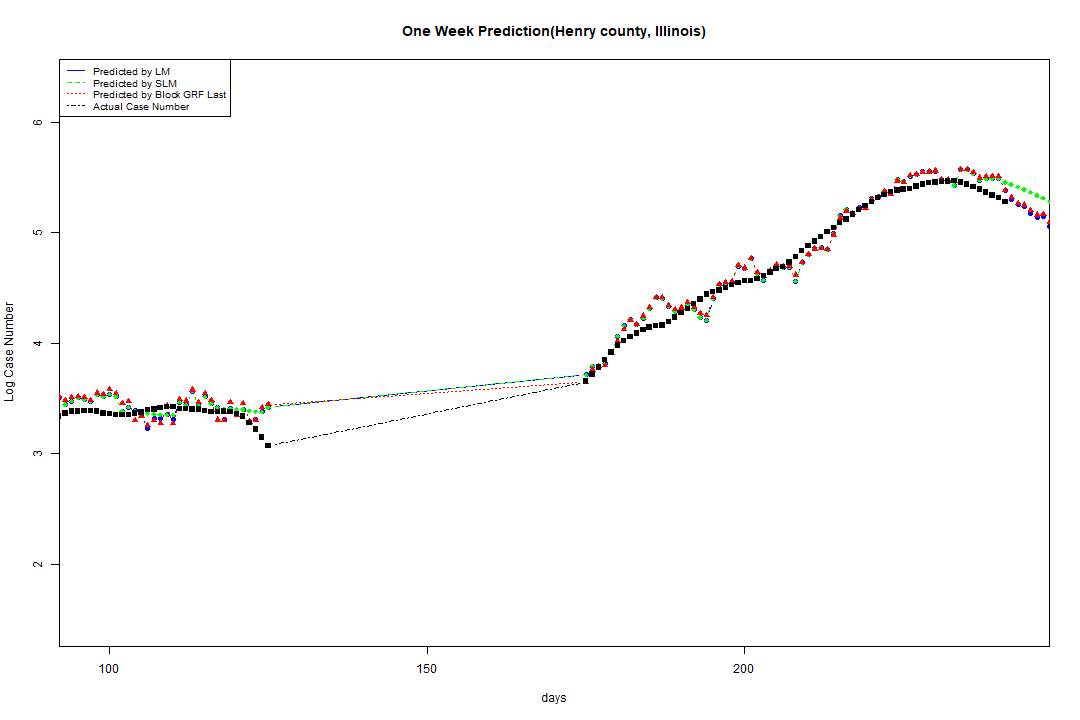 One Week Prediction(Henry county, Illinois)
Predicted by LM
Predicted by SLM
Predicted by Block GRF Last
Actual Case Number
6
5
4
3
2
Log Case Number
100 150 200
days